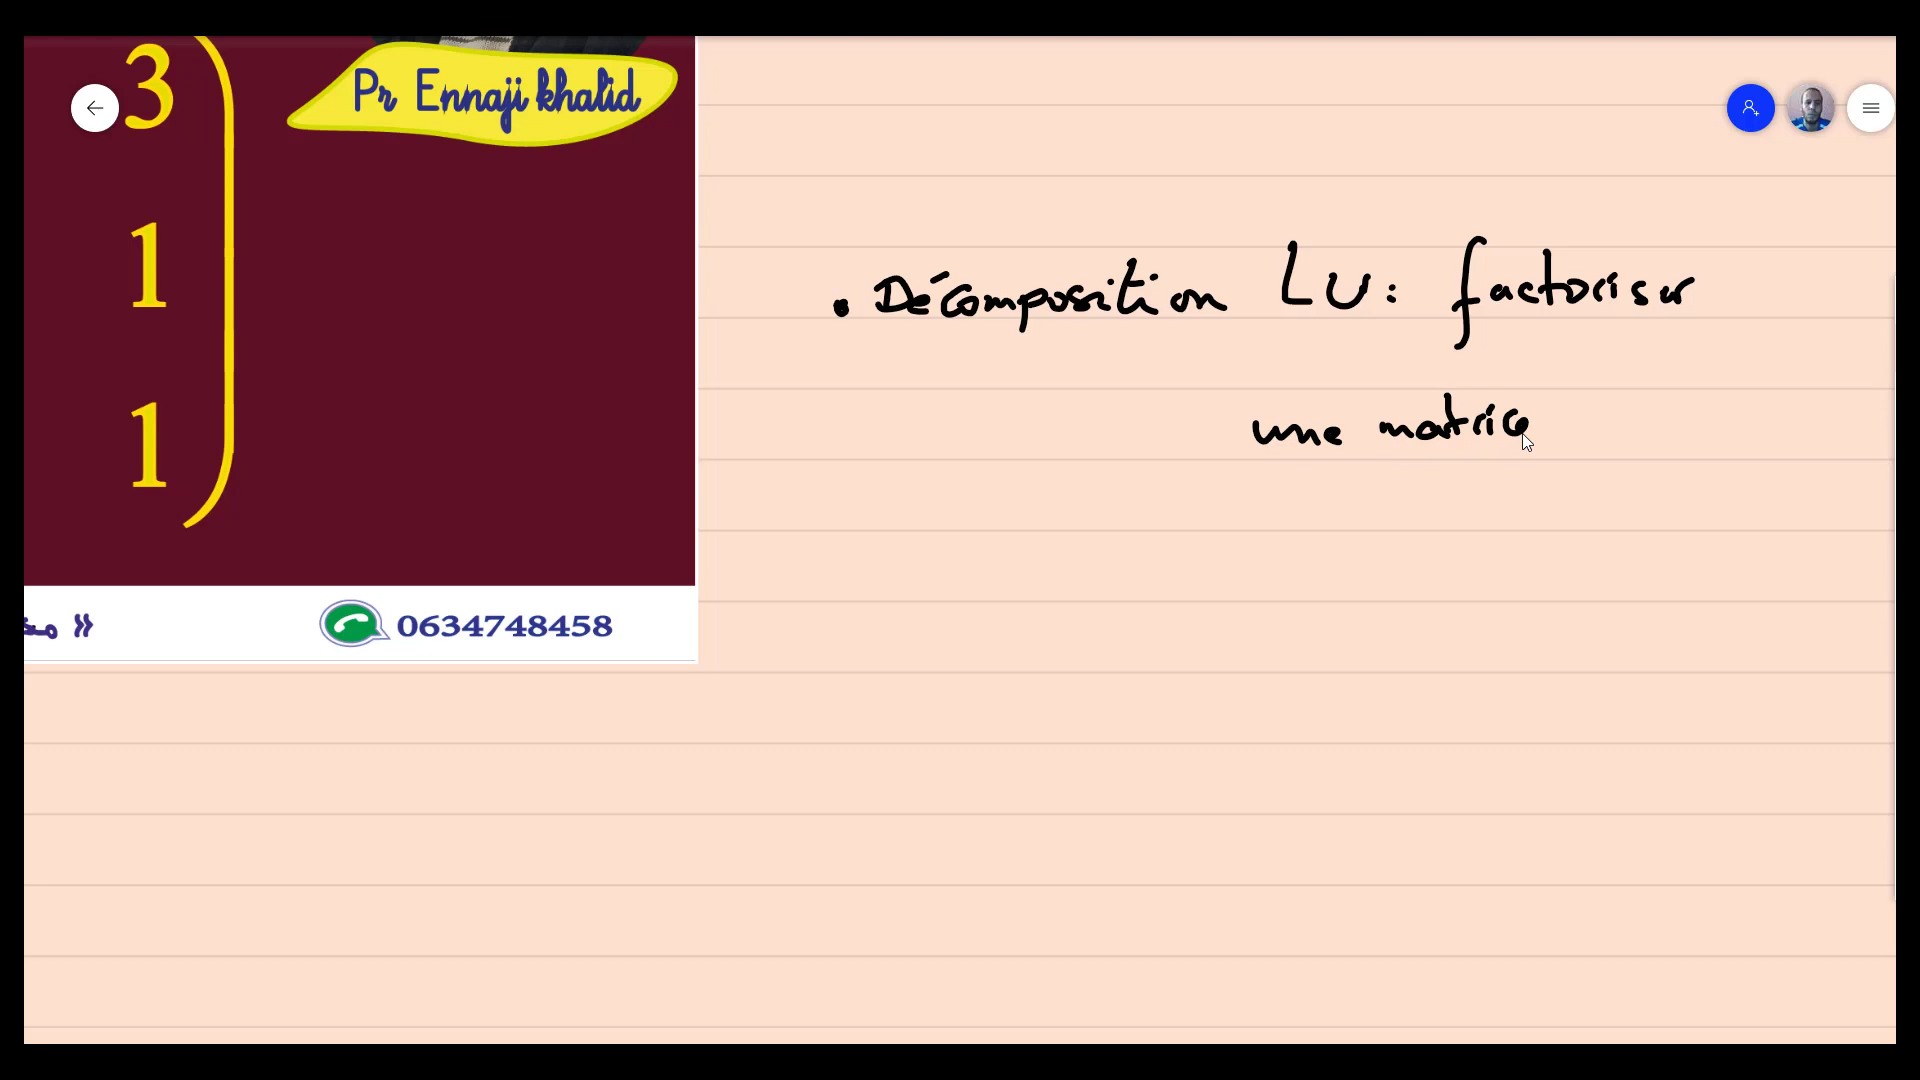 3
1
1
Pr Ennaji khalid
0634748458
• Décomposition LU: factoriser
une matrice